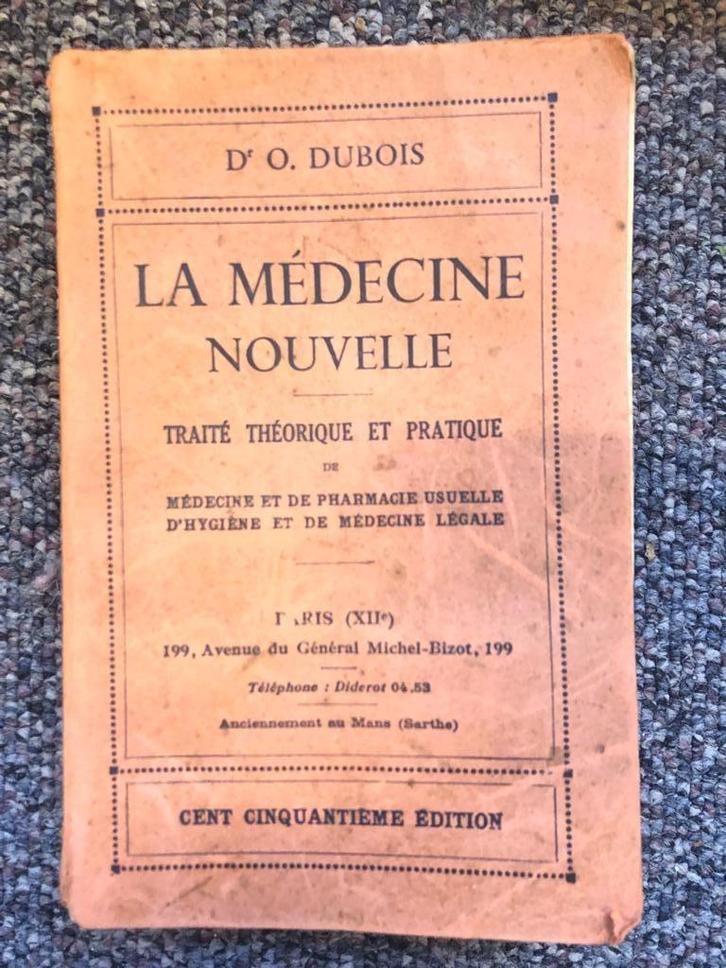 Dr O. DUBOIS
LA MÉDECINE
NOUVELLE
TRAITÉ THÉORIQUE ET PRATIQUE
DE
MÉDECINE ET DE PHARMACIE USUELLE
D'HYGIÈNE ET DE MÉDECINE LÉGALE
PARIS (XIIe)
199, Avenue du Général Michel-Bizot, 199
Téléphone : Diderot 04.53
Anciennement au Mans (Sarthe)
CENT CINQUANTIÈME ÉDITION